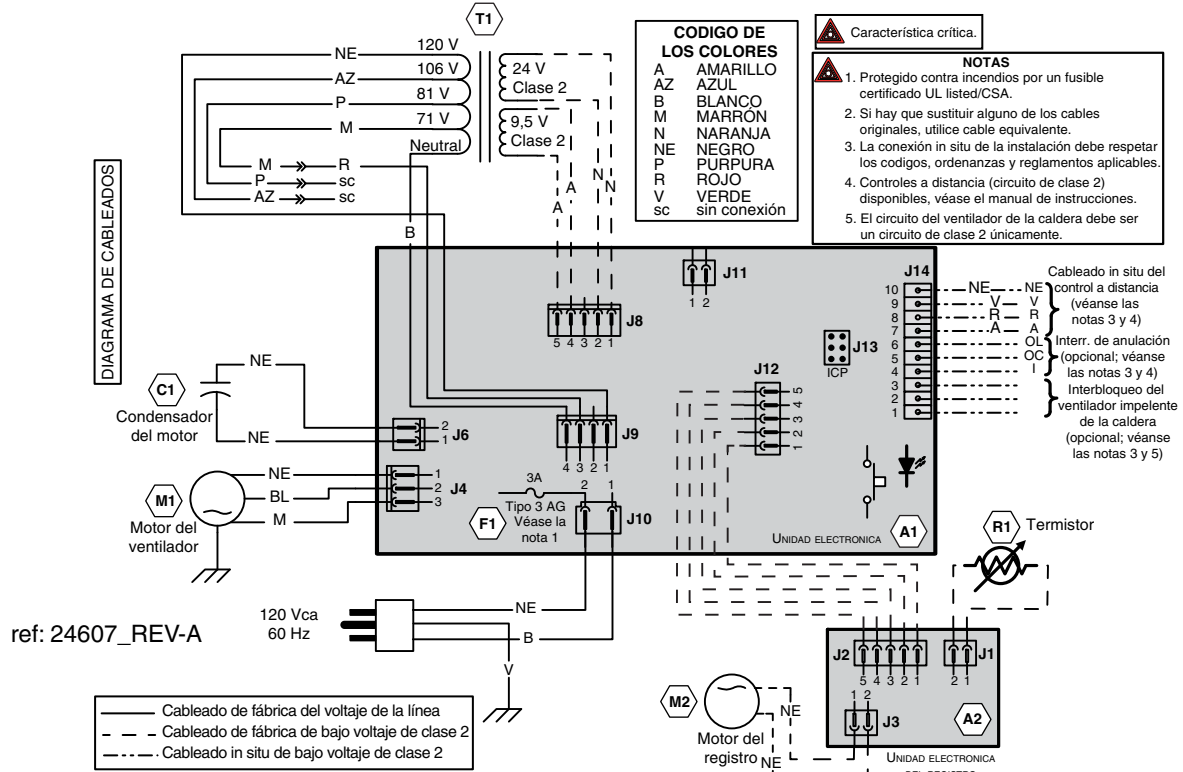 T1
120 V
NE
106 V
AZ
81 V
P
71 V
M
Neutral
24 V
Clase 2
9,5 V
Clase 2
M
R
P
sc
AZ
sc
B
A
A
N
N
CODIGO DE
LOS COLORES
A AMARILLO
AZ AZUL
B BLANCO
M MARRÓN
N NARANJA
NE NEGRO
P PURPURA
R ROJO
V VERDE
sc sin conexión
Característica crítica.
NOTAS
1. Protegido contra incendios por un fusible
certificado UL listed/CSA.
2. Si hay que sustituir alguno de los cables
originales, utilice cable equivalente.
3. La conexión in situ de la instalación debe respetar
los codigos, ordenanzas y reglamentos aplicables.
4. Controles a distancia (circuito de clase 2)
disponibles, véase el manual de instrucciones.
5. El circuito del ventilador de la caldera debe ser
un circuito de clase 2 únicamente.
DIAGRAMA DE CABLEADOS
J11
1 2
J8
5 4 3 2 1
J14
10
9
8
7
6
5
4
3
2
1
NE
V
R
A
NE
V
R
A
OL
OC
I
Cableado in situ del
control a distancia
(véanse las
notas 3 y 4)
Interr. de anulación
(opcional; véanse
las notas 3 y 4)
Interbloqueo del
ventilador impelente
de la caldera
(opcional; véanse
las notas 3 y 5)
J13
ICP
J12
5
4
3
2
1
C1
Condensador
del motor
NE
NE
2
1
J6
J9
4 3 2 1
M1
Motor del
ventilador
NE
BL
M
1
2
3
J4
F1
3A
Tipo 3 AG
Véase la
nota 1
2 1
J10
UNIDAD ELECTRONICA
A1
R1
Termistor
120 Vca
60 Hz
NE
B
V
ref: 24607_REV-A
J2
5 4 3 2 1
J1
2 1
1 2
J3
A2
M2
Motor del
registro
NE
NE
UNIDAD ELECTRONICA
DEL REGISTRO
Cableado de fábrica del voltaje de la línea
Cableado de fábrica de bajo voltaje de clase 2
Cableado in situ de bajo voltaje de clase 2